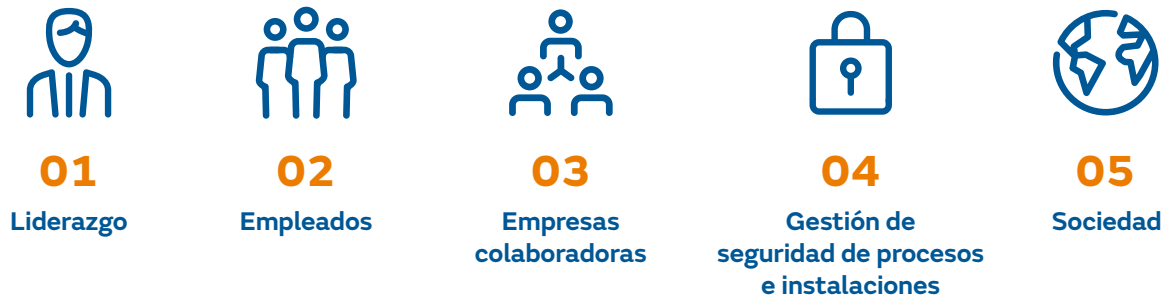 01
Liderazgo
02
Empleados
03
Empresas
colaboradoras
04
Gestión de
seguridad de procesos
e instalaciones
05
Sociedad